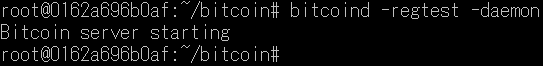 root@0162a696b0af:~/bitcoin# bitcoind -regtest -daemon
Bitcoin server starting
root@0162a696b0af:~/bitcoin#